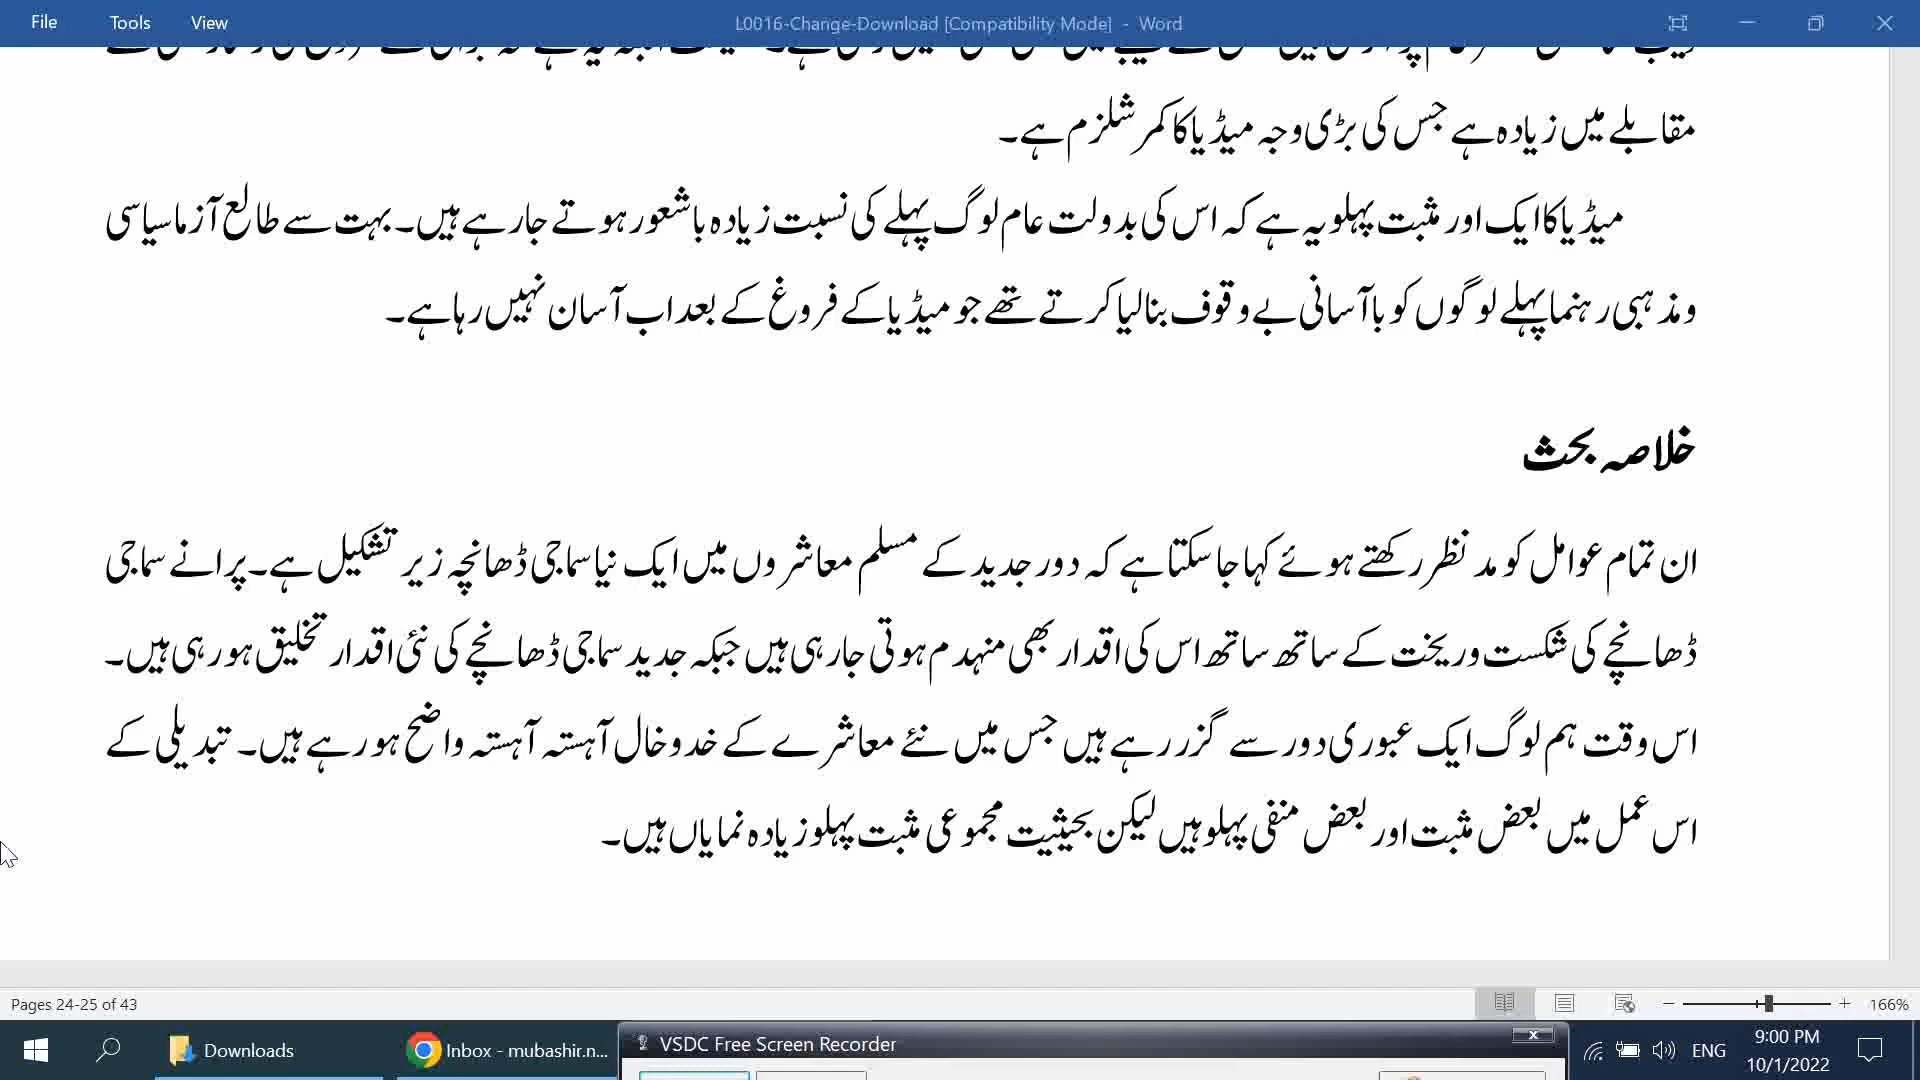 File Tools View L0016-Change-Download [Compatibility Mode] - Word
مقابلے میں زیادہ ہے جس کی بڑی وجہ میڈیا کا کمرشلزم ہے۔
میڈیا کا ایک اور مثبت پہلو یہ ہے کہ اس کی بدولت عام لوگ پہلے کی نسبت زیادہ باشعور ہوتے جا رہے ہیں۔ بہت سے طالع آزما سیاسی
و مذہبی رہنما پہلے لوگوں کو باآسانی بے وقوف بنا لیا کرتے تھے جو میڈیا کے فروغ کے بعد اب آسان نہیں رہا ہے۔
خلاصہ بحث
ان تمام عوامل کو مد نظر رکھتے ہوئے کہا جا سکتا ہے کہ دور جدید کے مسلم معاشروں میں ایک نیا سماجی ڈھانچہ زیر تشکیل ہے۔ پرانے سماجی
ڈھانچے کی شکست و ریخت کے ساتھ ساتھ اس کی اقدار بھی منہدم ہوتی جا رہی ہیں جبکہ جدید سماجی ڈھانچے کی نئی اقدار تخلیق ہو رہی ہیں۔
اس وقت ہم لوگ ایک عبوری دور سے گزر رہے ہیں جس میں نئے معاشرے کے خدوخال آہستہ آہستہ واضح ہو رہے ہیں۔ تبدیلی کے
اس عمل میں بعض مثبت اور بعض منفی پہلو ہیں لیکن بحیثیت مجموعی مثبت پہلو زیادہ نمایاں ہیں۔
Pages 24-25 of 43 166%
Downloads Inbox - mubashir.n... VSDC Free Screen Recorder ENG 9:00 PM
10/1/2022